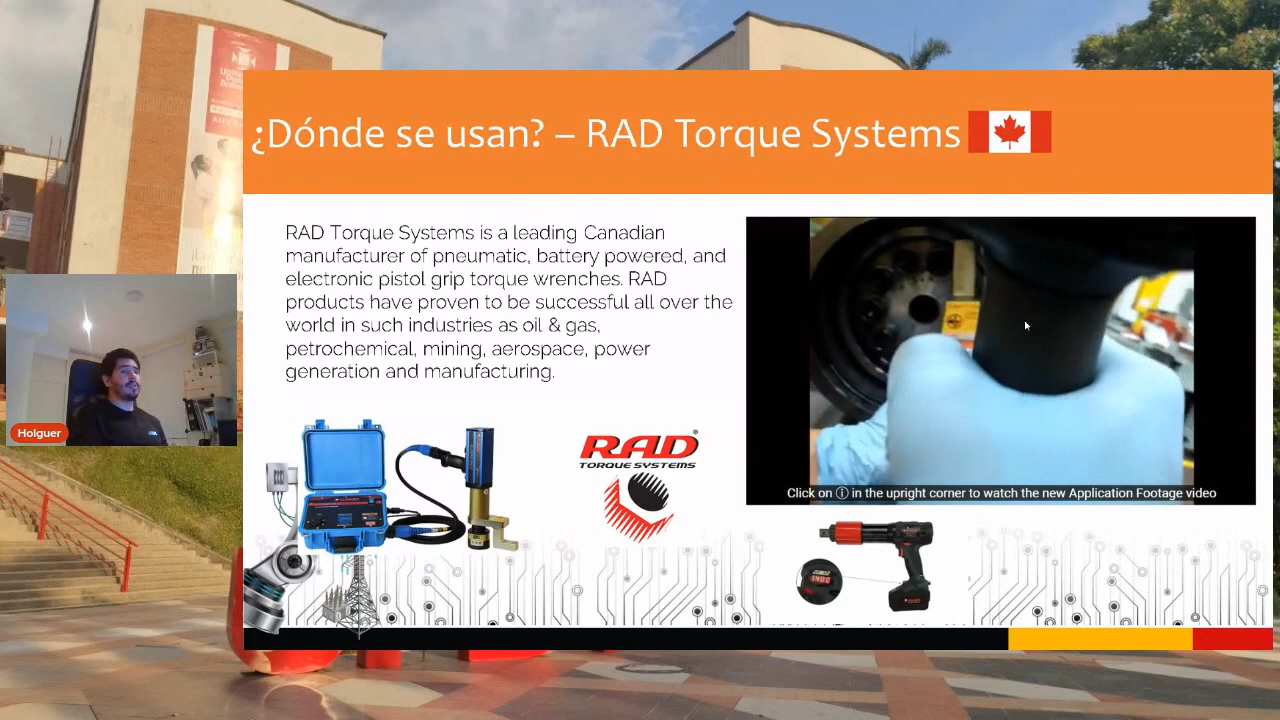 ¿Dónde se usan? – RAD Torque Systems
RAD Torque Systems is a leading Canadian
manufacturer of pneumatic, battery powered, and
electronic pistol grip torque wrenches. RAD
products have proven to be successful all over the
world in such industries as oil & gas,
petrochemical, mining, aerospace, power
generation and manufacturing.
Click on ⓘ in the upright corner to watch the new Application Footage video
Holguer
RAD
TORQUE SYSTEMS